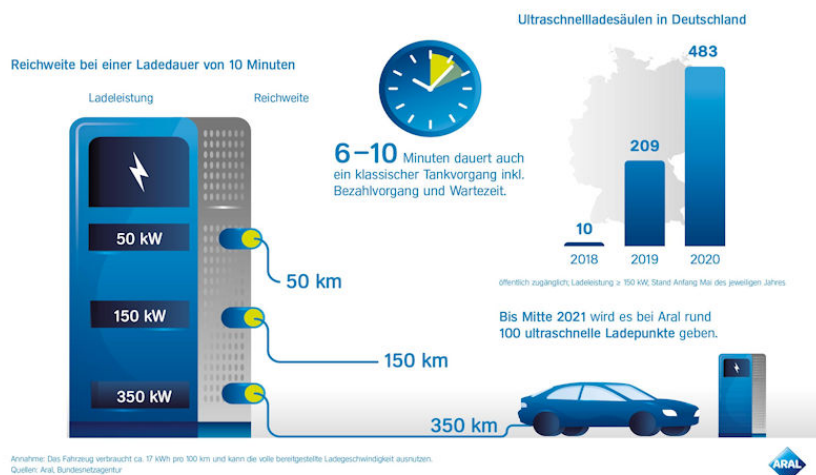 Reichweite bei einer Ladedauer von 10 Minuten
Ladeleistung
Reichweite
50 kW
50 km
150 kW
150 km
350 kW
350 km
6–10 Minuten dauert auch
ein klassischer Tankvorgang inkl.
Bezahlvorgang und Wartezeit.
Ultraschnellladesäulen in Deutschland
10
209
483
2018
2019
2020
öffentlich zugänglich; Ladeleistung ≥ 150 kW, Stand Anfang Mai des jeweiligen Jahres
Bis Mitte 2021 wird es bei Aral rund
100 ultraschnelle Ladepunkte geben.
Annahme: Das Fahrzeug verbraucht ca. 17 kWh pro 100 km und kann die volle bereitgestellte Ladegeschwindigkeit ausnutzen.
Quellen: Aral, Bundesnetzagentur
ARAL